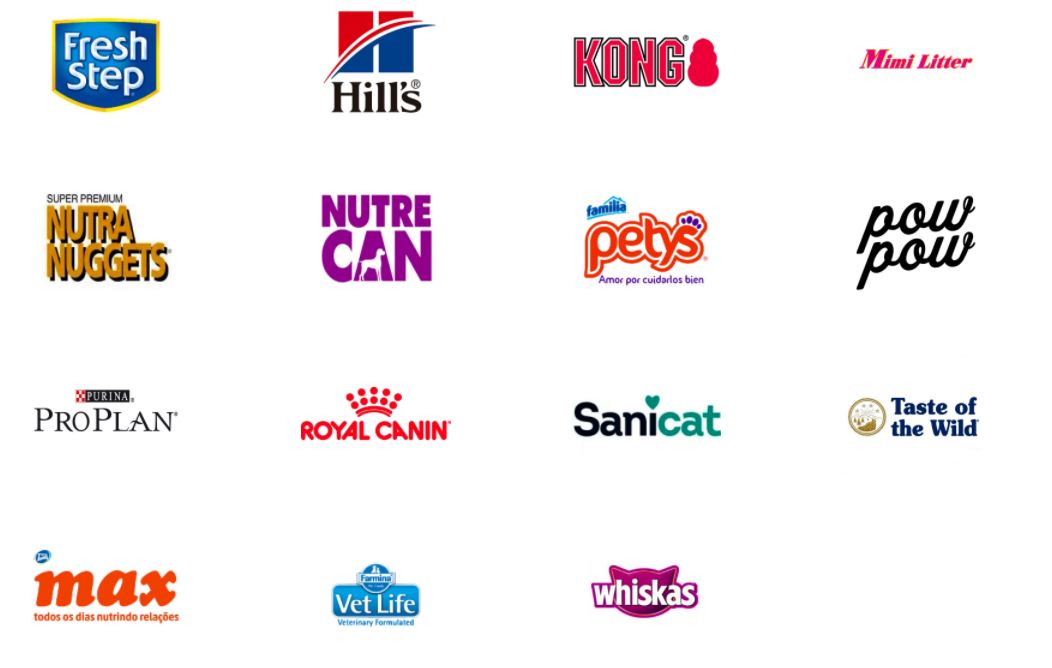 Fresh
Step
Hill's®
KONG®
Mimi Litter
SUPER PREMIUM
NUTRA
NUGGETS®
NUTRE
CAN
familia
petys®
Amor por cuidarlos bien
pow
pow
PURINA®
PRO PLAN®
ROYAL CANIN®
Sanicat
Taste of
the Wild
max
todos os dias nutrindo relações
Farmina
Vet Life
Veterinary Formulated
whiskas